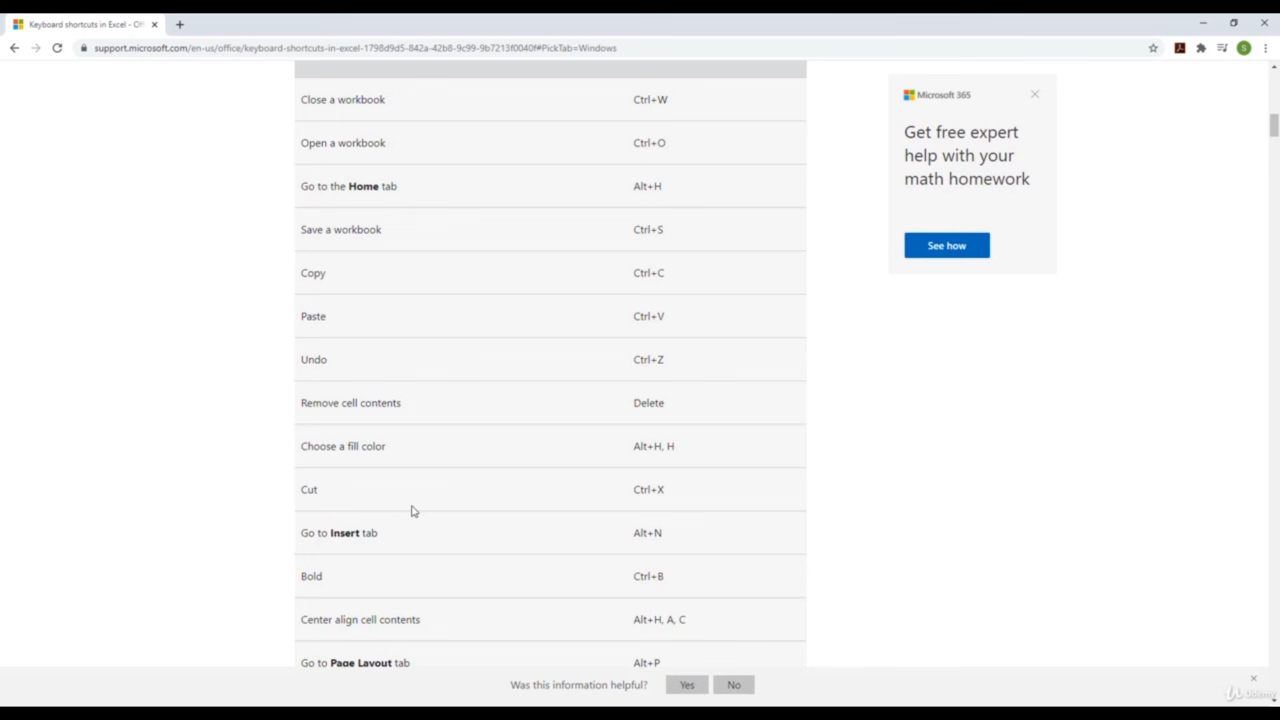 Keyboard shortcuts in Excel - Off
support.microsoft.com/en-us/office/keyboard-shortcuts-in-excel-1798d9d5-842a-42b8-9c99-9b7213f0040f#PickTab=Windows
S
Close a workbook Ctrl+W
Open a workbook Ctrl+O
Go to the Home tab Alt+H
Save a workbook Ctrl+S
Copy Ctrl+C
Paste Ctrl+V
Undo Ctrl+Z
Remove cell contents Delete
Choose a fill color Alt+H, H
Cut Ctrl+X
Go to Insert tab Alt+N
Bold Ctrl+B
Center align cell contents Alt+H, A, C
Go to Page Layout tab Alt+P
Microsoft 365
Get free expert
help with your
math homework
See how
Was this information helpful? Yes No
Udemy